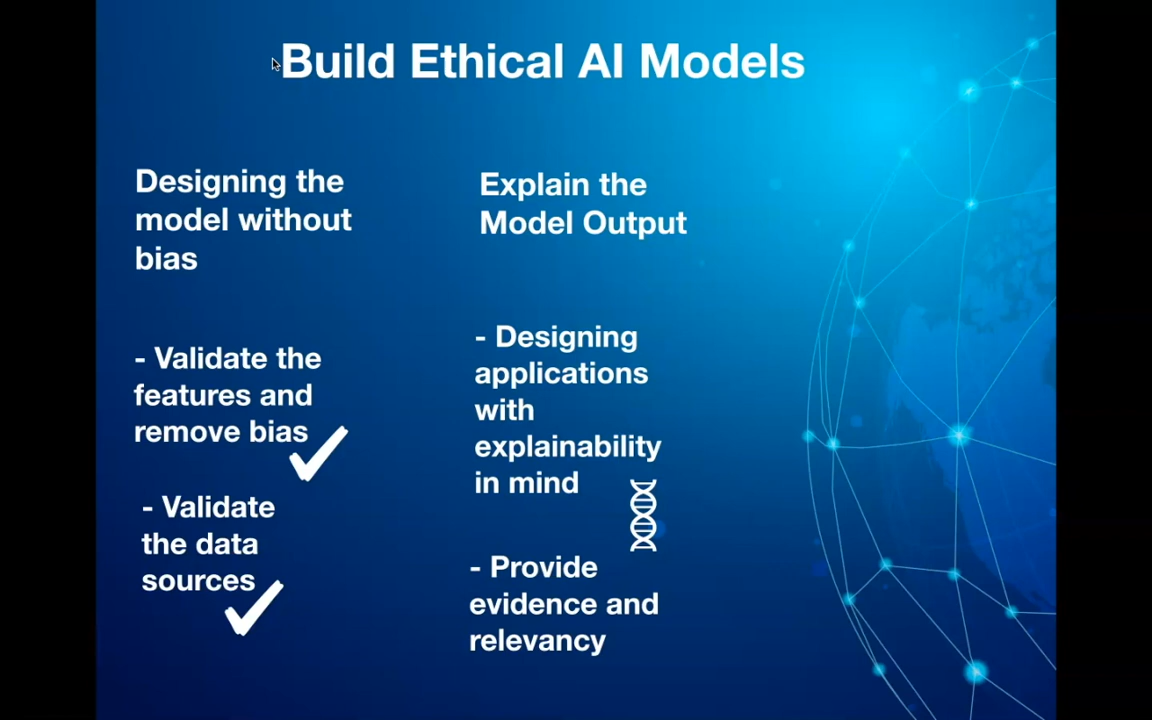 Build Ethical AI Models
Designing the
model without
bias
- Validate the
features and
remove bias
- Validate
the data
sources
Explain the
Model Output
- Designing
applications
with
explainability
in mind
- Provide
evidence and
relevancy